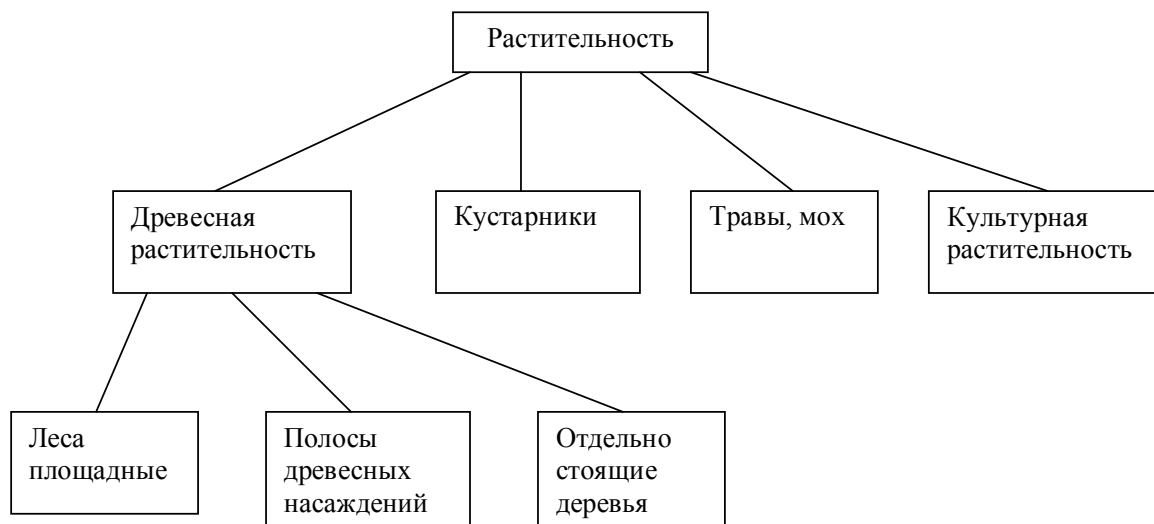 Растительность
Древесная
растительность
Кустарники
Травы, мох
Культурная
растительность
Леса
площадные
Полосы
древесных
насаждений
Отдельно
стоящие
деревья